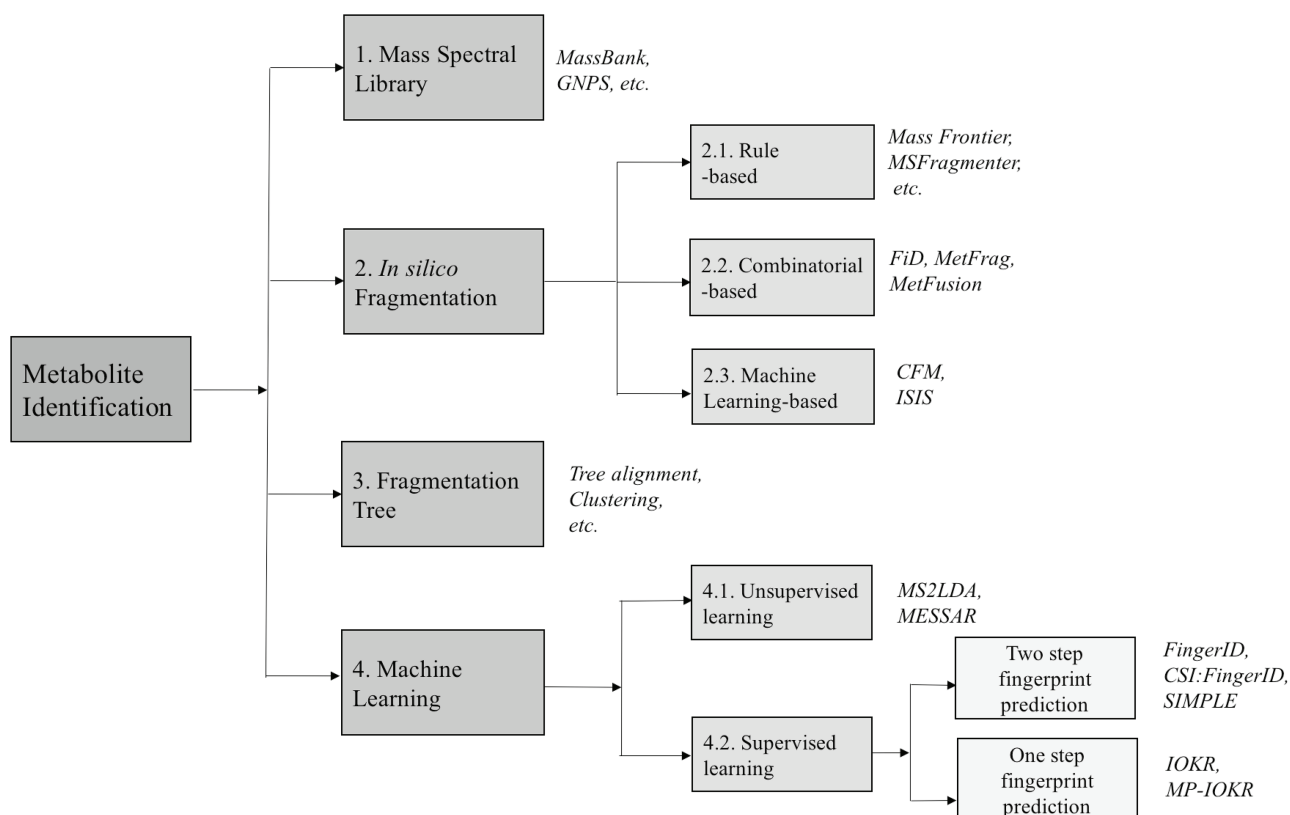 1. Mass Spectral
Library
MassBank,
GNPS, etc.
2.1. Rule
-based
Mass Frontier,
MSFragmenter,
etc.
2. In silico
Fragmentation
2.2. Combinatorial
-based
FiD, MetFrag,
MetFusion
Metabolite
Identification
2.3. Machine
Learning-based
CFM,
ISIS
3. Fragmentation
Tree
Tree alignment,
Clustering,
etc.
4. Machine
Learning
4.1. Unsupervised
learning
MS2LDA,
MESSAR
4.2. Supervised
learning
Two step
fingerprint
prediction
FingerID,
CSI:FingerID,
SIMPLE
One step
fingerprint
prediction
IOKR,
MP-IOKR